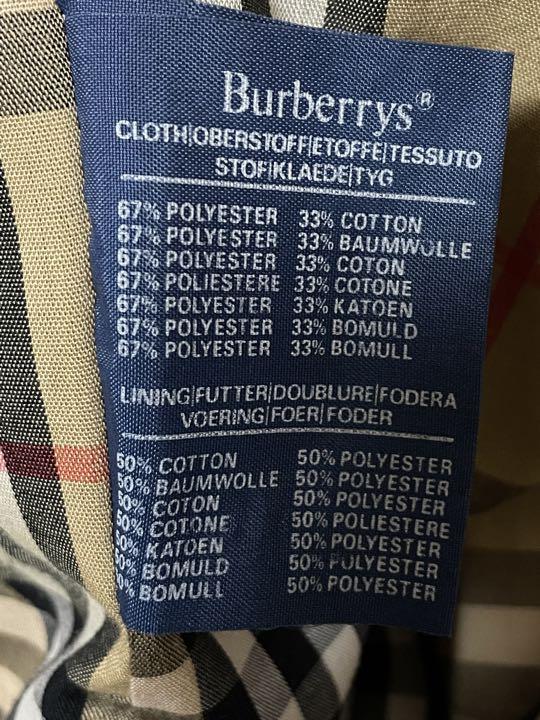 Burberrys®
CLOTH|OBERSTOFF|ETOFFE|TESSUTO
STOF|KLAEDE|TYG
67% POLYESTER 33% COTTON
67% POLYESTER 33% BAUMWOLLE
67% POLYESTER 33% COTON
67% POLIESTERE 33% COTONE
67% POLYESTER 33% KATOEN
67% POLYESTER 33% BOMULD
67% POLYESTER 33% BOMULL
LINING|FUTTER|DOUBLURE|FODERA
VOERING|FOER|FODER
50% COTTON 50% POLYESTER
50% BAUMWOLLE 50% POLYESTER
50% COTON 50% POLYESTER
50% COTONE 50% POLIESTERE
50% KATOEN 50% POLYESTER
50% BOMULD 50% POLYESTER
0% BOMULL 50% POLYESTER